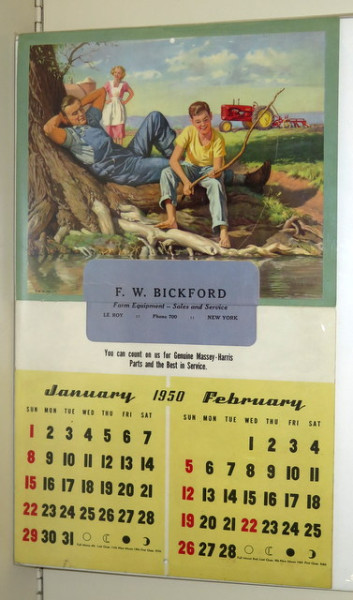 F. W. BICKFORD
Farm Equipment - Sales and Service
LE ROY " Phone 700 " NEW YORK
You can count on us for Genuine Massey-Harris
Parts and the Best in Service.
January 1950 February
SUN MON TUE WED THU FRI SAT SUN MON TUE WED THU FRI SAT
1 2 3 4 5 6 7 1 2 3 4
8 9 10 11 12 13 14 5 6 7 8 9 10 11
15 16 17 18 19 20 21 12 13 14 15 16 17 18
22 23 24 25 26 27 28 19 20 21 22 23 24 25
29 30 31 26 27 28